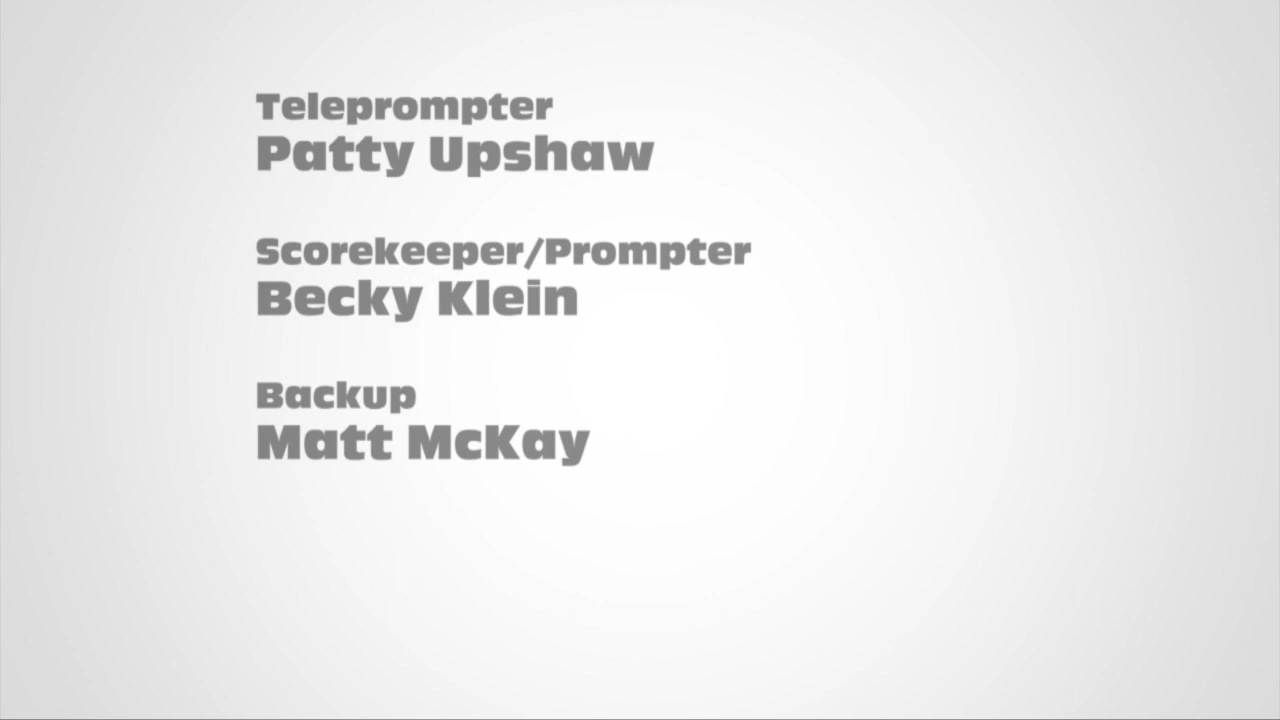 Teleprompter
Patty Upshaw
Scorekeeper/Prompter
Becky Klein
Backup
Matt McKay